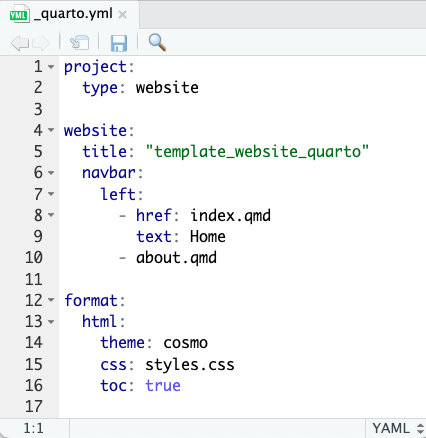 YML _quarto.yml
1 project:
2   type: website
3
4 website:
5   title: "template_website_quarto"
6   navbar:
7     left:
8       - href: index.qmd
9         text: Home
10       - about.qmd
11
12 format:
13   html:
14     theme: cosmo
15     css: styles.css
16     toc: true
17
1:1 YAML